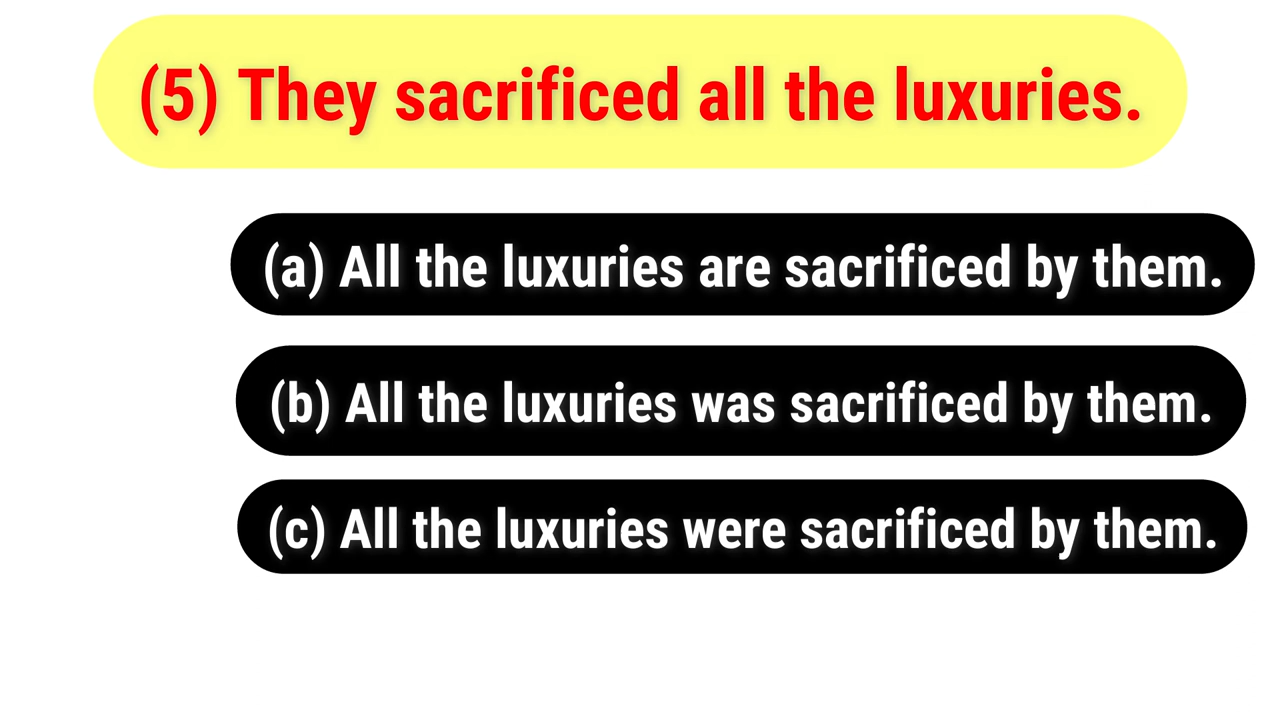 (5) They sacrificed all the luxuries.
(a) All the luxuries are sacrificed by them.
(b) All the luxuries was sacrificed by them.
(c) All the luxuries were sacrificed by them.